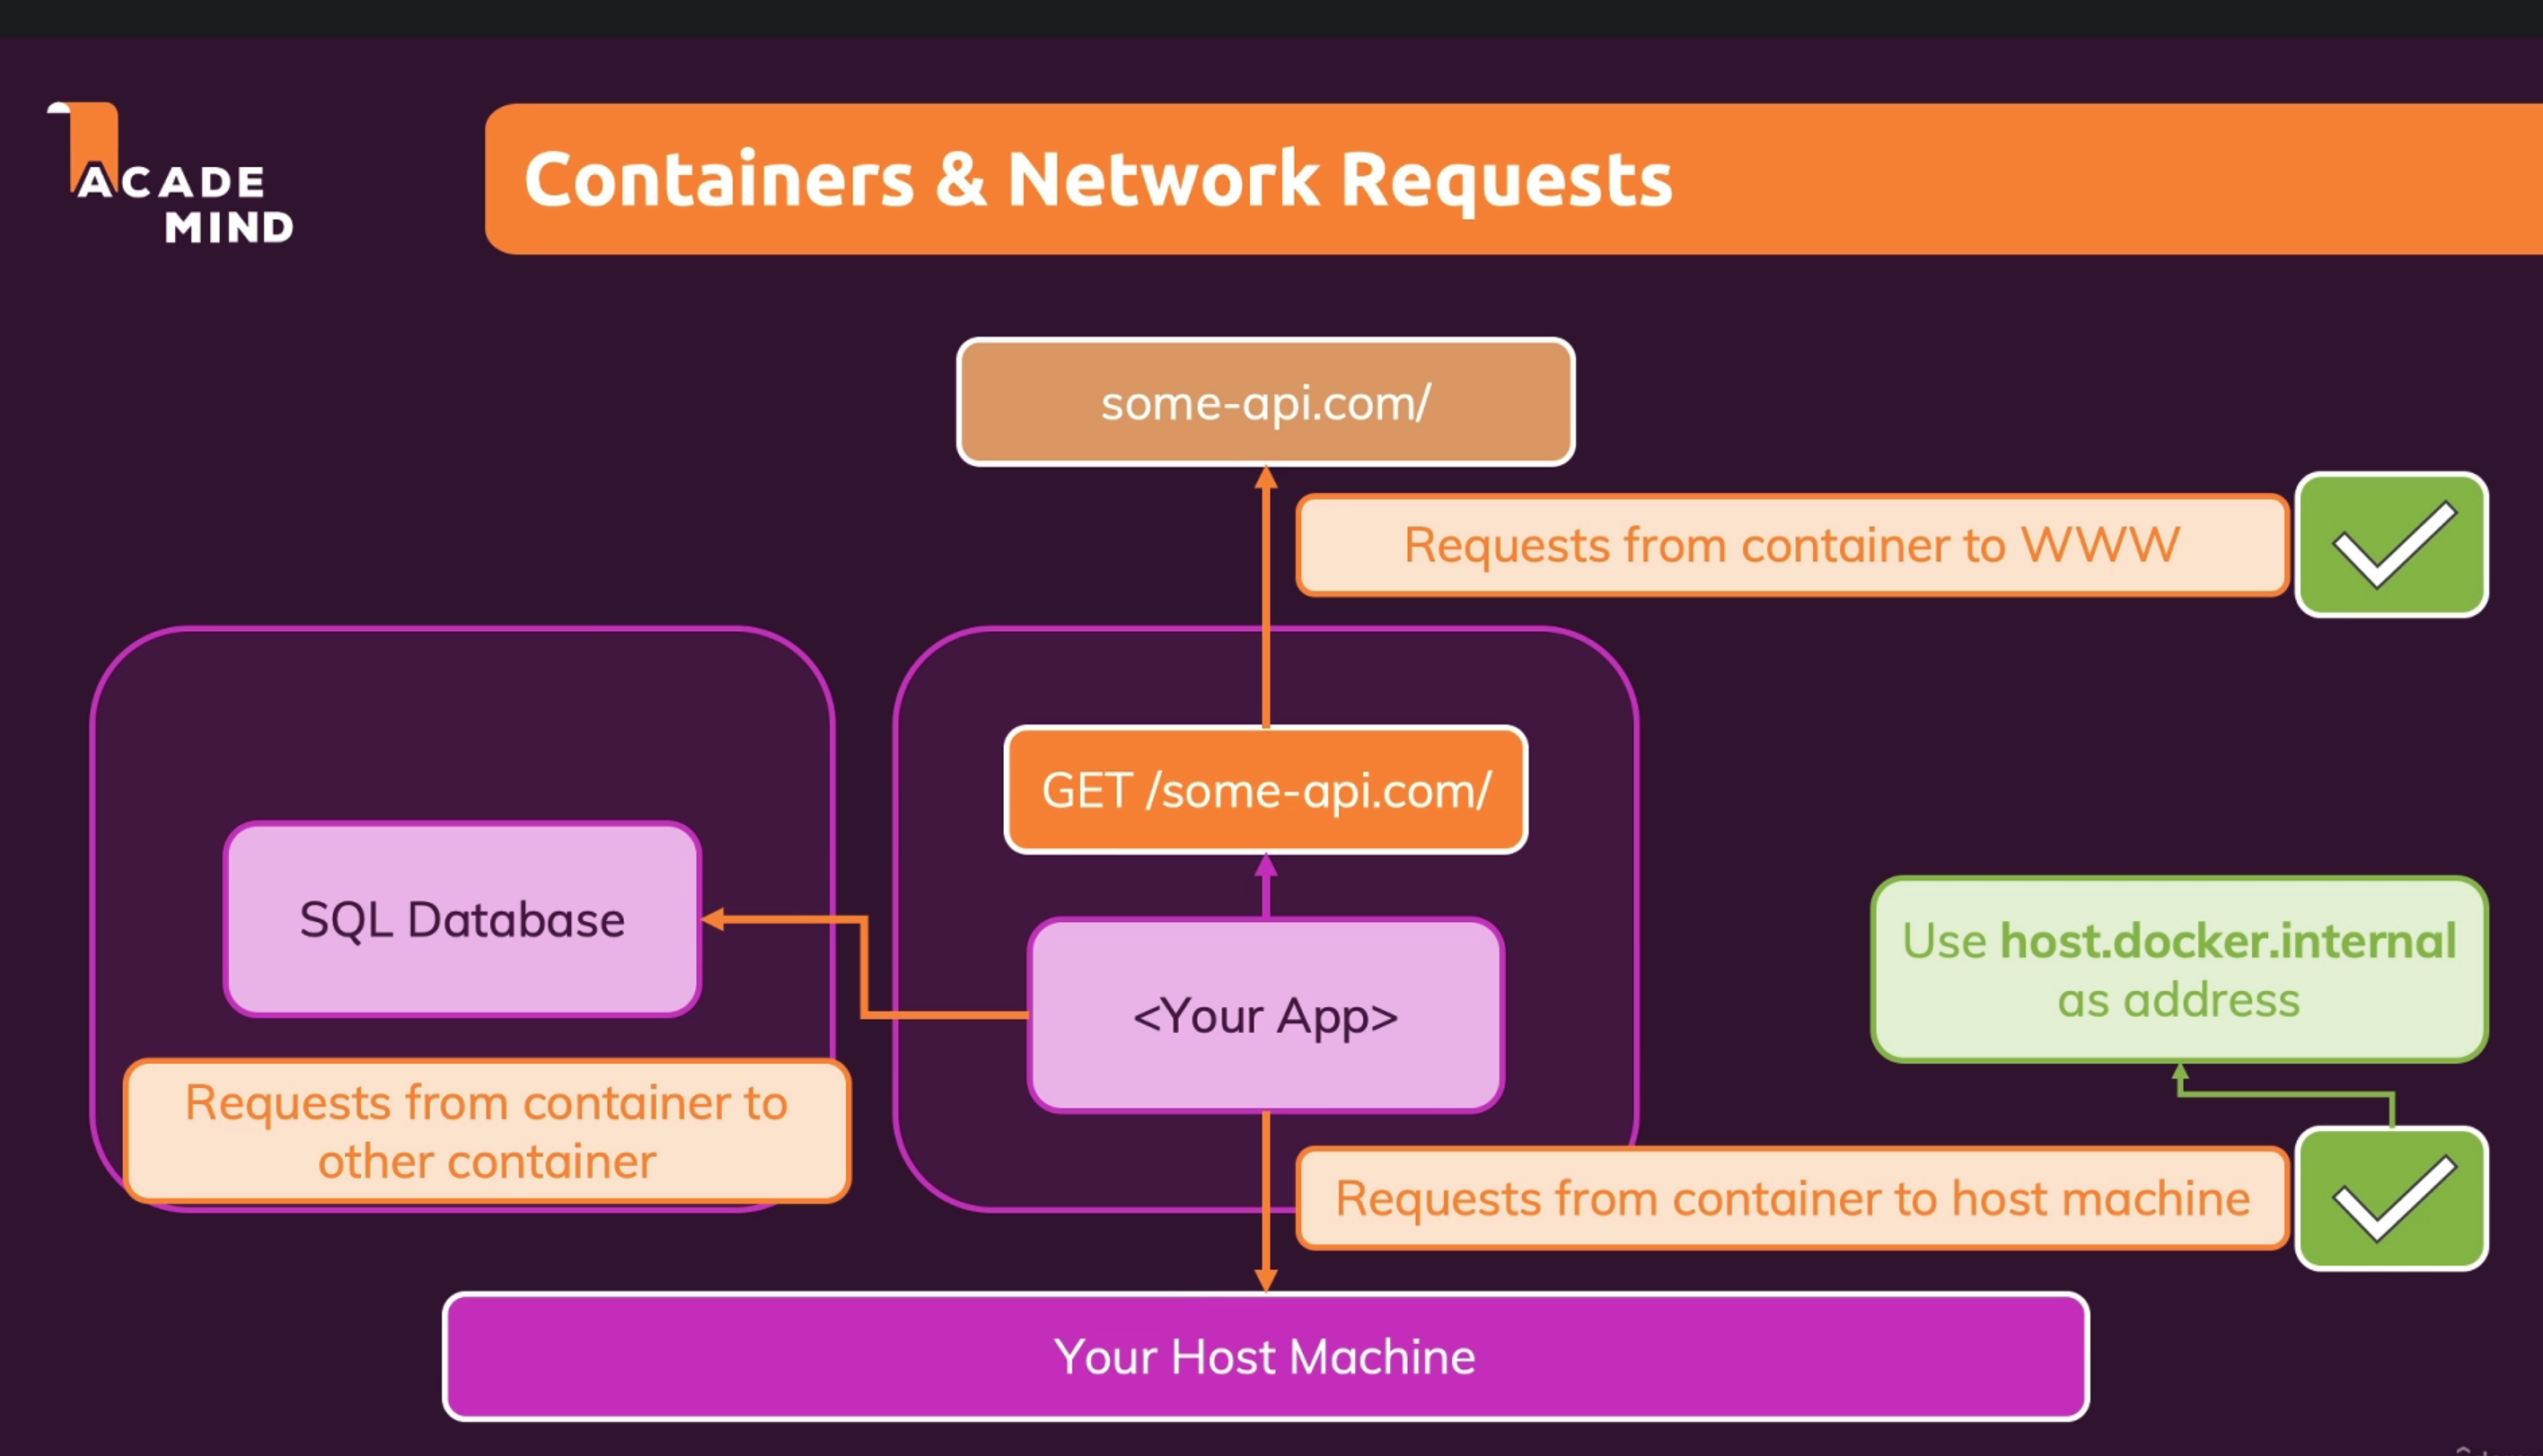 ACADE
MIND
Containers & Network Requests
some-api.com/
Requests from container to WWW
GET /some-api.com/
SQL Database
<Your App>
Use host.docker.internal
as address
Requests from container to
other container
Requests from container to host machine
Your Host Machine